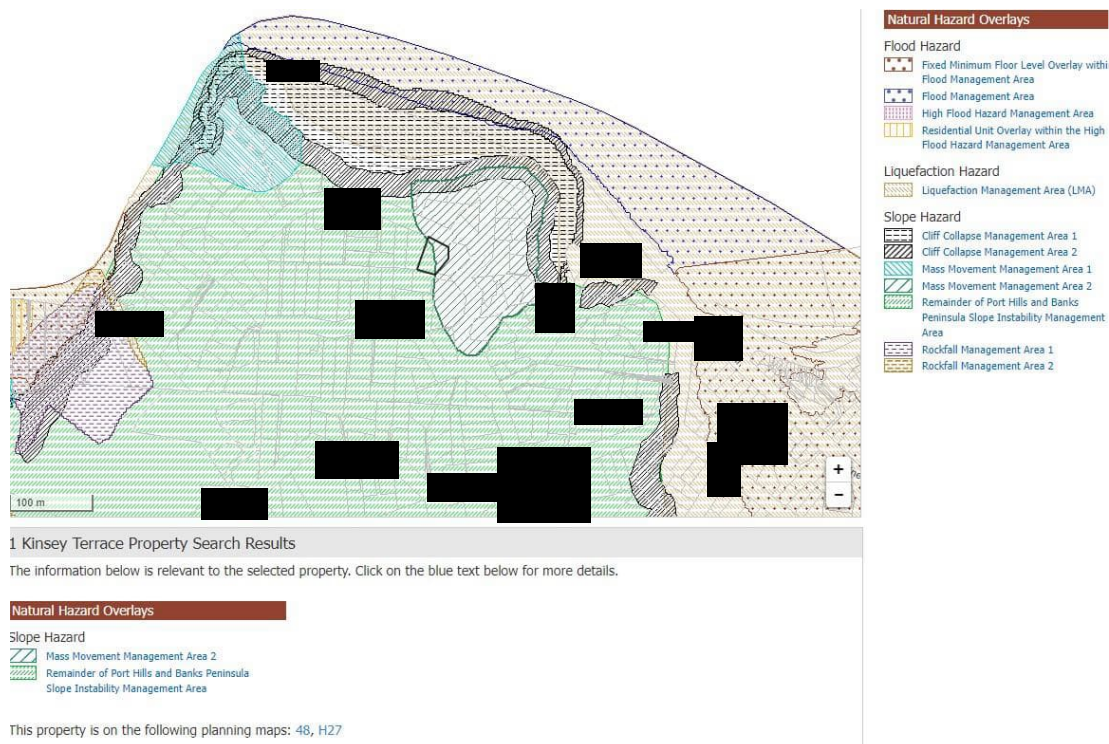 Natural Hazard Overlays
Flood Hazard
Fixed Minimum Floor Level Overlay withi
Flood Management Area
Flood Management Area
High Flood Hazard Management Area
Residential Unit Overlay within the High
Flood Hazard Management Area
Liquefaction Hazard
Liquefaction Management Area (LMA)
Slope Hazard
Cliff Collapse Management Area 1
Cliff Collapse Management Area 2
Mass Movement Management Area 1
Mass Movement Management Area 2
Remainder of Port Hills and Banks
Peninsula Slope Instability Management
Area
Rockfall Management Area 1
Rockfall Management Area 2
+
−
100 m
1 Kinsey Terrace Property Search Results
The information below is relevant to the selected property. Click on the blue text below for more details.
Natural Hazard Overlays
Slope Hazard
Mass Movement Management Area 2
Remainder of Port Hills and Banks Peninsula
Slope Instability Management Area
This property is on the following planning maps: 48, H27